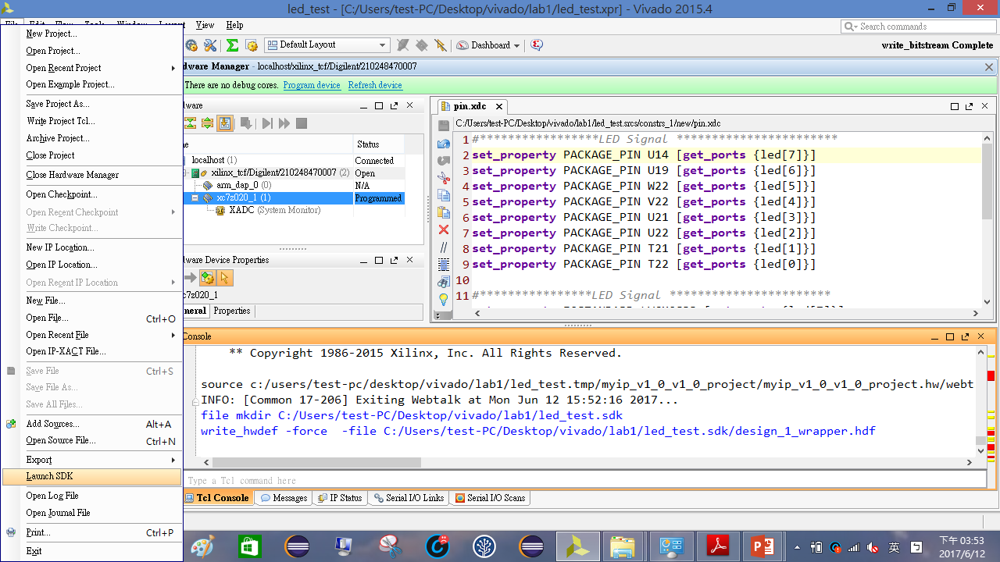 led_test - [C:/Users/test-PC/Desktop/vivado/lab1/led_test.xpr] - Vivado 2015.4
File Edit Flow Tools Window Layout View Help
Search commands
Default Layout
Dashboard
write_bitstream Complete
New Project...
Open Project...
Open Recent Project
Open Example Project...
Save Project As...
Write Project Tcl...
Archive Project...
Close Project
Close Hardware Manager
Open Checkpoint...
Open Recent Checkpoint
Write Checkpoint...
New IP Location...
Open IP Location...
Open Recent IP Location
New File...
Open File... Ctrl+O
Open Recent File
Open IP-XACT File...
Save File Ctrl+S
Save File As...
Save All Files...
Add Sources... Alt+A
Open Source File... Ctrl+N
Export
Launch SDK
Open Log File
Open Journal File
Print... Ctrl+P
Exit
dware Manager - localhost/xilinx_tcf/Digilent/210248470007
There are no debug cores. Program device Refresh device
dware
me Status
localhost (1) Connected
xilinx_tcf/Digilent/210248470007 (2) Open
arm_dap_0 (0) N/A
xc7z020_1 (1) Programmed
XADC (System Monitor)
dware Device Properties
c7z020_1
neral Properties
pin.xdc
C:/Users/test-PC/Desktop/vivado/lab1/led_test.srcs/constrs_1/new/pin.xdc
1 #*****************LED Signal ***********************
2 set_property PACKAGE_PIN U14 [get_ports {led[7]}]
3 set_property PACKAGE_PIN U19 [get_ports {led[6]}]
4 set_property PACKAGE_PIN W22 [get_ports {led[5]}]
5 set_property PACKAGE_PIN V22 [get_ports {led[4]}]
6 set_property PACKAGE_PIN U21 [get_ports {led[3]}]
7 set_property PACKAGE_PIN U22 [get_ports {led[2]}]
8 set_property PACKAGE_PIN T21 [get_ports {led[1]}]
9 set_property PACKAGE_PIN T22 [get_ports {led[0]}]
10
11 #****************LED Signal ***********************
Console
** Copyright 1986-2015 Xilinx, Inc. All Rights Reserved.
source c:/users/test-pc/desktop/vivado/lab1/led_test.tmp/myip_v1_0_v1_0_project/myip_v1_0_v1_0_project.hw/webt
INFO: [Common 17-206] Exiting Webtalk at Mon Jun 12 15:52:16 2017...
file mkdir C:/Users/test-PC/Desktop/vivado/lab1/led_test.sdk
write_hwdef -force -file C:/Users/test-PC/Desktop/vivado/lab1/led_test.sdk/design_1_wrapper.hdf
Type a Tcl command here
Tcl Console Messages IP Status Serial I/O Links Serial I/O Scans
英
下午 03:53
2017/6/12